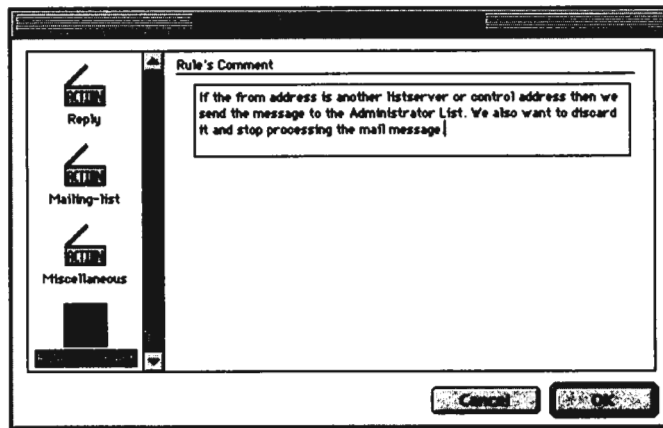 Rule's Comment
ACTION
Reply
If the from address is another listserver or control address then we
send the message to the Administrator List. We also want to discard
it and stop processing the mail message.
ACTION
Mailing-list
ACTION
Miscellaneous
Cancel
OK